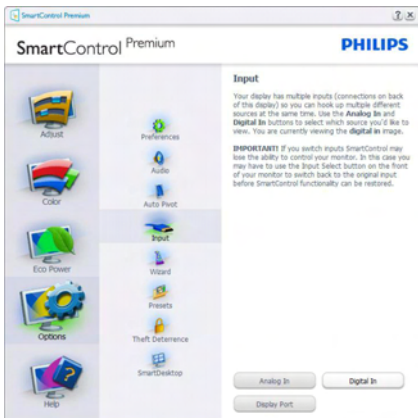 SmartControl Premium
SmartControl Premium
PHILIPS
Adjust
Color
Eco Power
Options
Help
Preferences
Audio
Auto Pivot
Input
Wizard
Presets
Theft Deterrence
SmartDesktop
Input
Your display has multiple inputs (connections on back
of this display) so you can hook up multiple different
sources at the same time. Use the Analog In and
Digital In buttons to select which source you'd like to
view. You are currently viewing the digital in image.
IMPORTANT! If you switch inputs SmartControl may
lose the ability to control your monitor. In this case you
may have to use the Input Select button on the front
of your monitor to switch back to the original input
before SmartControl functionality can be restored.
Analog In
Digital In
Display Port